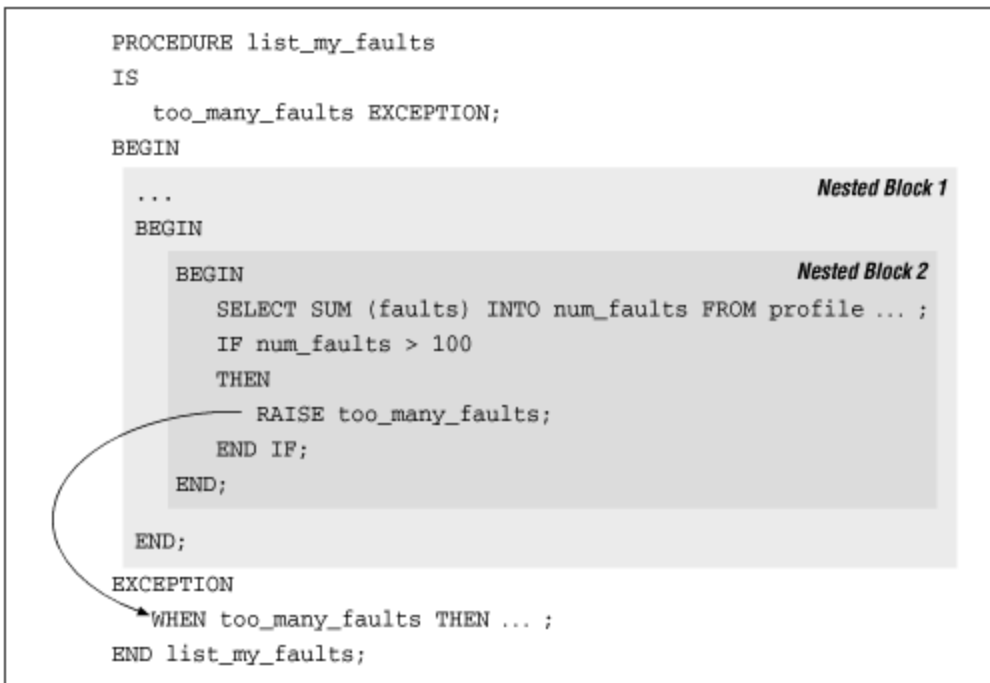 PROCEDURE list_my_faults
IS
too_many_faults EXCEPTION;
BEGIN
... Nested Block 1
BEGIN
BEGIN Nested Block 2
SELECT SUM (faults) INTO num_faults FROM profile ... ;
IF num_faults > 100
THEN
RAISE too_many_faults;
END IF;
END;
END;
EXCEPTION
WHEN too_many_faults THEN ... ;
END list_my_faults;